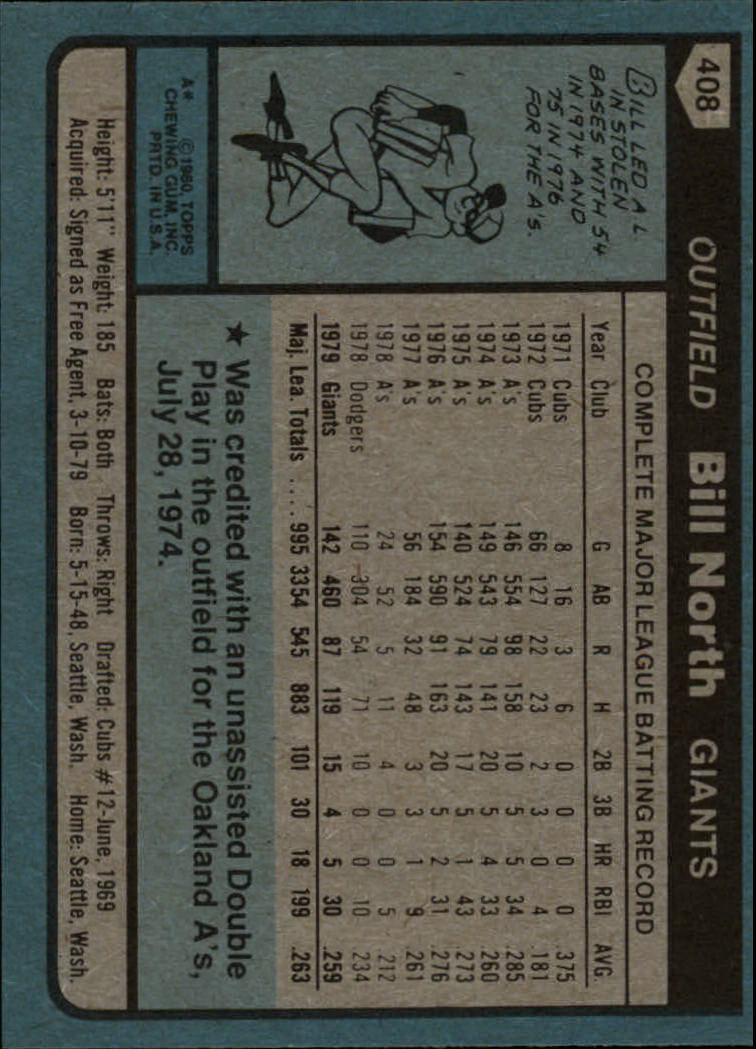 408
OUTFIELD Bill North GIANTS
BILL LED A L
IN STOLEN
BASES WITH 54
IN 1974 AND
75 IN 1976
FOR THE A'S.
A* ©1980 TOPPS
CHEWING GUM, INC.
PRTD. IN U.S.A.
COMPLETE MAJOR LEAGUE BATTING RECORD
Year Club G AB R H 2B 3B HR RBI AVG.
1971 Cubs 8 16 3 6 0 0 0 0 .375
1972 Cubs 66 127 22 23 2 3 0 4 .181
1973 A's 146 554 98 158 10 5 5 34 .285
1974 A's 149 543 79 141 20 5 4 33 .260
1975 A's 140 524 74 143 17 5 1 43 .273
1976 A's 154 590 91 163 20 5 2 31 .276
1977 A's 56 184 32 48 3 3 1 9 .261
1978 A's 24 52 5 11 4 0 0 5 .212
1978 Dodgers 110 304 54 71 10 0 0 10 .234
1979 Giants 142 460 87 119 15 4 5 30 .259
Maj. Lea. Totals .... 995 3354 545 883 101 30 18 199 .263
★ Was credited with an unassisted Double
Play in the outfield for the Oakland A's,
July 28, 1974.
Height: 5'11" Weight: 185 Bats: Both Throws: Right Drafted: Cubs #12-June, 1969
Acquired: Signed as Free Agent, 3-10-79 Born: 5-15-48, Seattle, Wash. Home: Seattle, Wash.